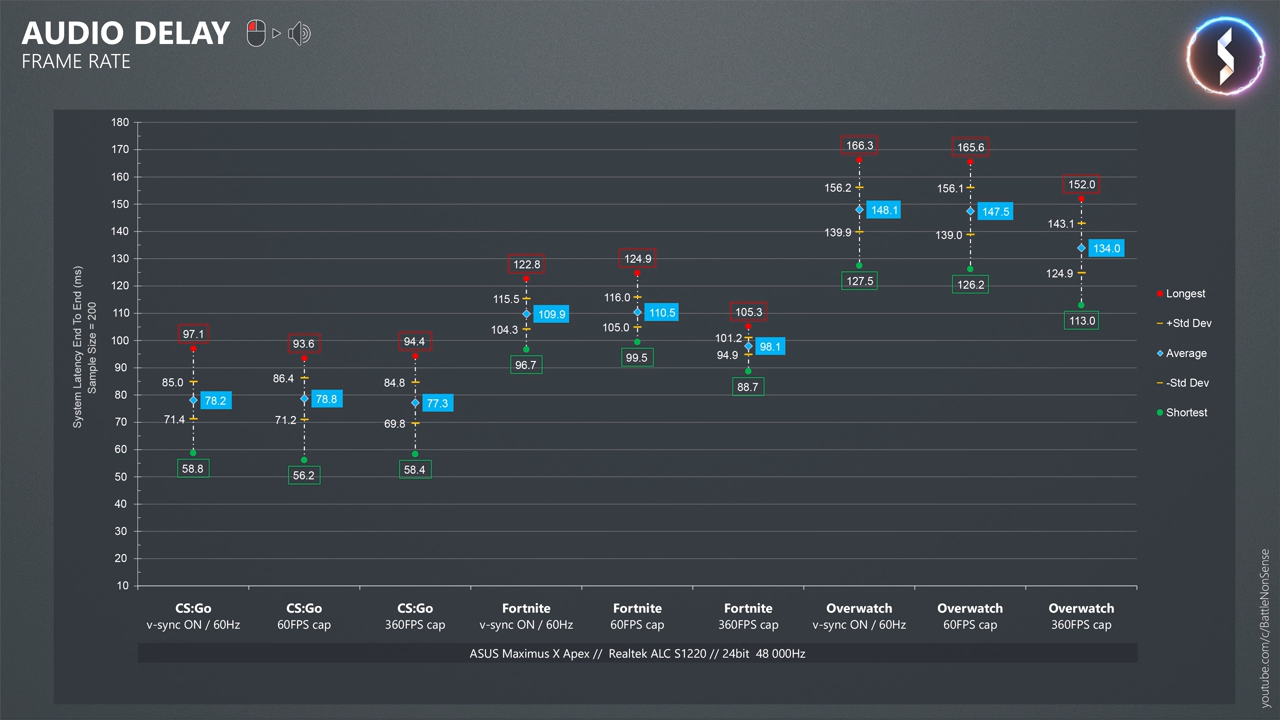 AUDIO DELAY
FRAME RATE
180
170
160
150
140
130
120
110
100
90
80
70
60
50
40
30
20
10
System Latency End To End (ms)
Sample Size = 200
97.1
85.0
78.2
71.4
58.8
93.6
86.4
78.8
71.2
56.2
94.4
84.8
77.3
69.8
58.4
122.8
115.5
109.9
104.3
96.7
124.9
116.0
110.5
105.0
99.5
105.3
101.2
98.1
94.9
88.7
166.3
156.2
148.1
139.9
127.5
165.6
156.1
147.5
139.0
126.2
152.0
143.1
134.0
124.9
113.0
Longest
+Std Dev
Average
-Std Dev
Shortest
CS:Go
v-sync ON / 60Hz
CS:Go
60FPS cap
CS:Go
360FPS cap
Fortnite
v-sync ON / 60Hz
Fortnite
60FPS cap
Fortnite
360FPS cap
Overwatch
v-sync ON / 60Hz
Overwatch
60FPS cap
Overwatch
360FPS cap
ASUS Maximus X Apex // Realtek ALC S1220 // 24bit 48 000Hz
youtube.com/c/BattleNonSense